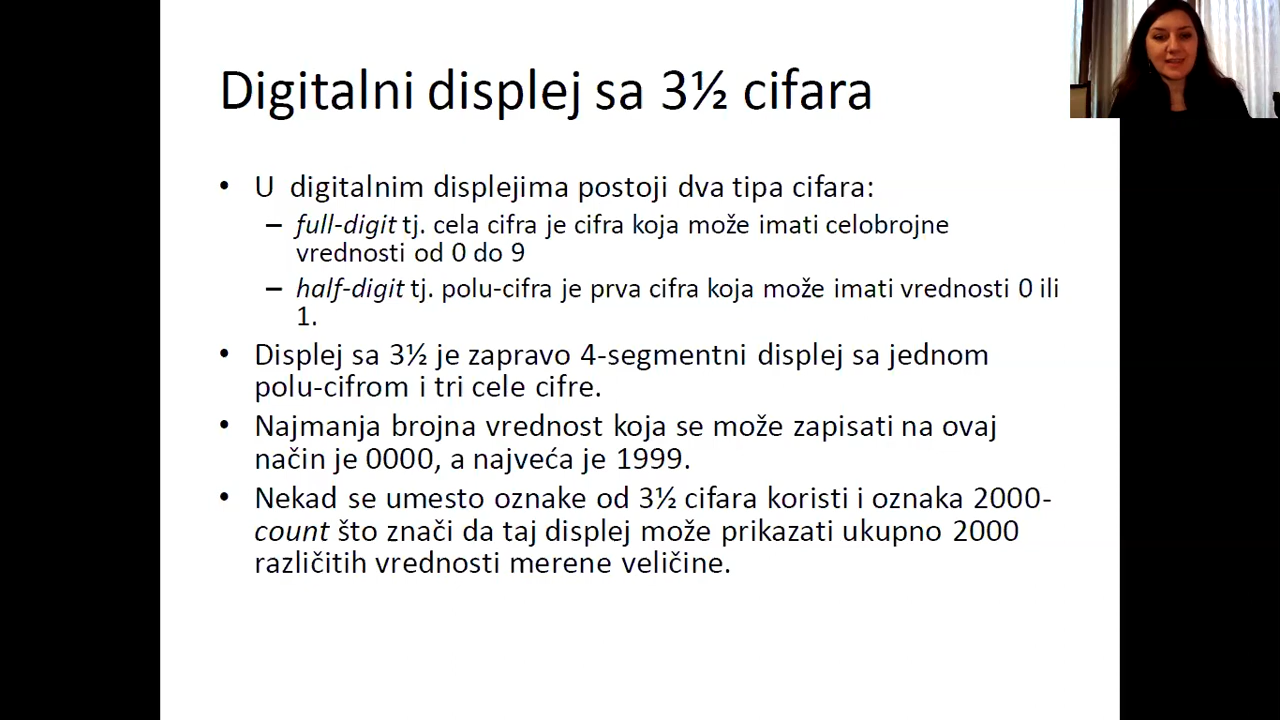 Digitalni displej sa 3½ cifara
• U digitalnim displejima postoji dva tipa cifara:
– full-digit tj. cela cifra je cifra koja može imati celobrojne
vrednosti od 0 do 9
– half-digit tj. polu-cifra je prva cifra koja može imati vrednosti 0 ili
1.
• Displej sa 3½ je zapravo 4-segmentni displej sa jednom
polu-cifrom i tri cele cifre.
• Najmanja brojna vrednost koja se može zapisati na ovaj
način je 0000, a najveća je 1999.
• Nekad se umesto oznake od 3½ cifara koristi i oznaka 2000-
count što znači da taj displej može prikazati ukupno 2000
različitih vrednosti merene veličine.